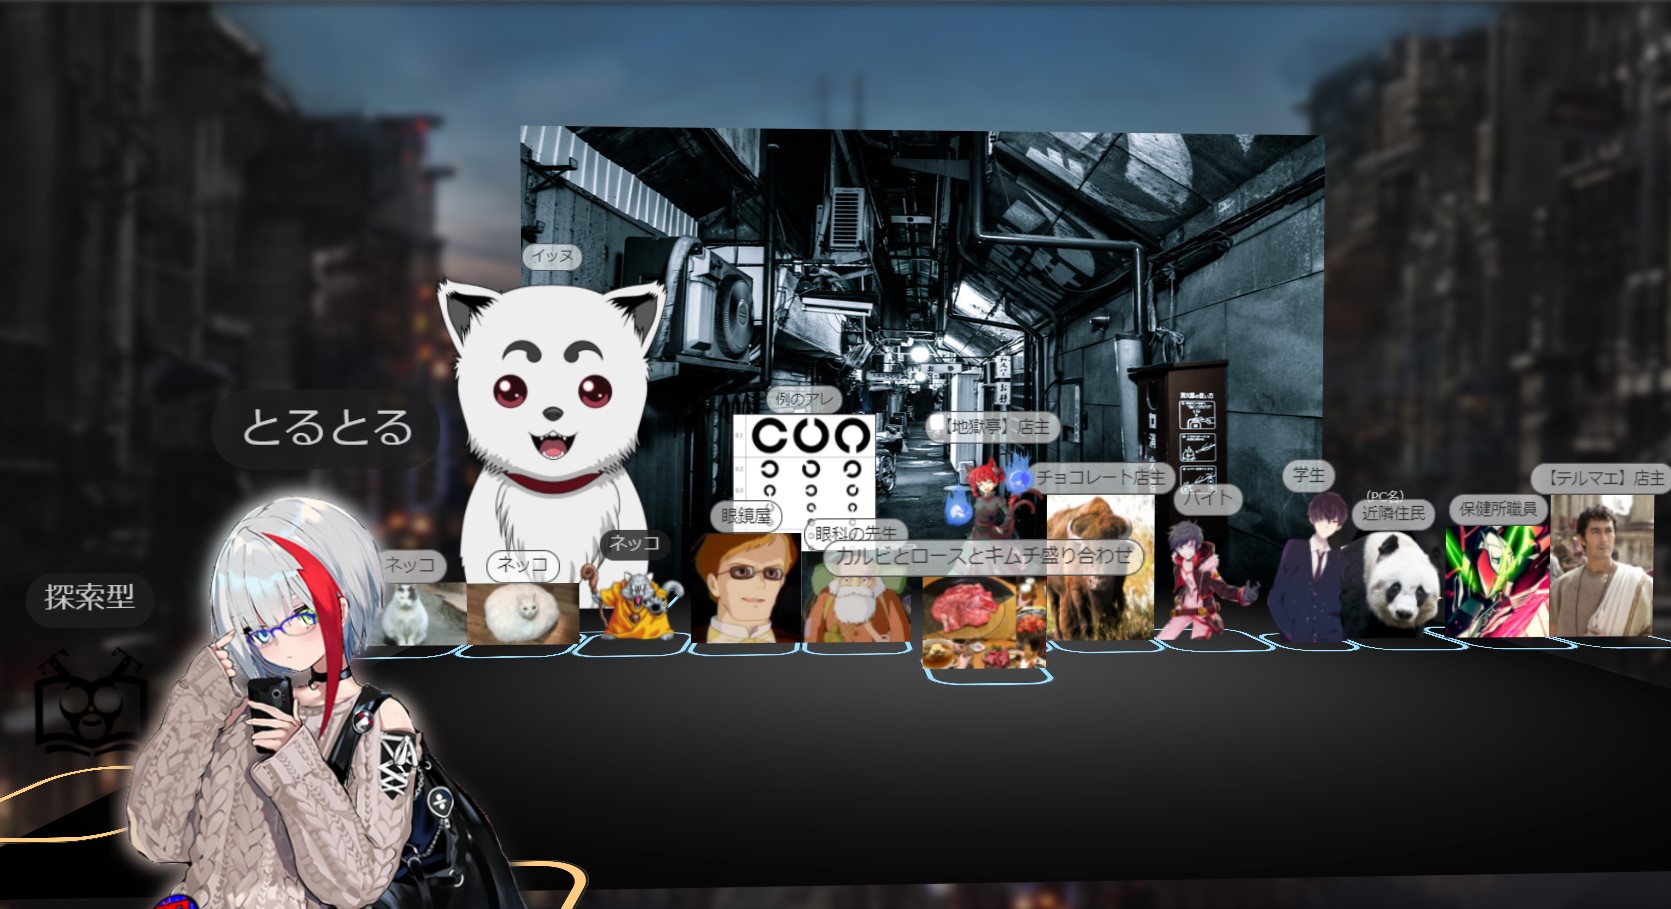 イッヌ
例のアレ
とるとる
【地獄亭】店主
チョコレート店主
学生
【テルマエ】店主
バイト
(PC名)
近隣住民
保健所職員
眼鏡屋
眼科の先生
カルビとロースとキムチ盛り合わせ
ネッコ
ネッコ
ネッコ
探索型